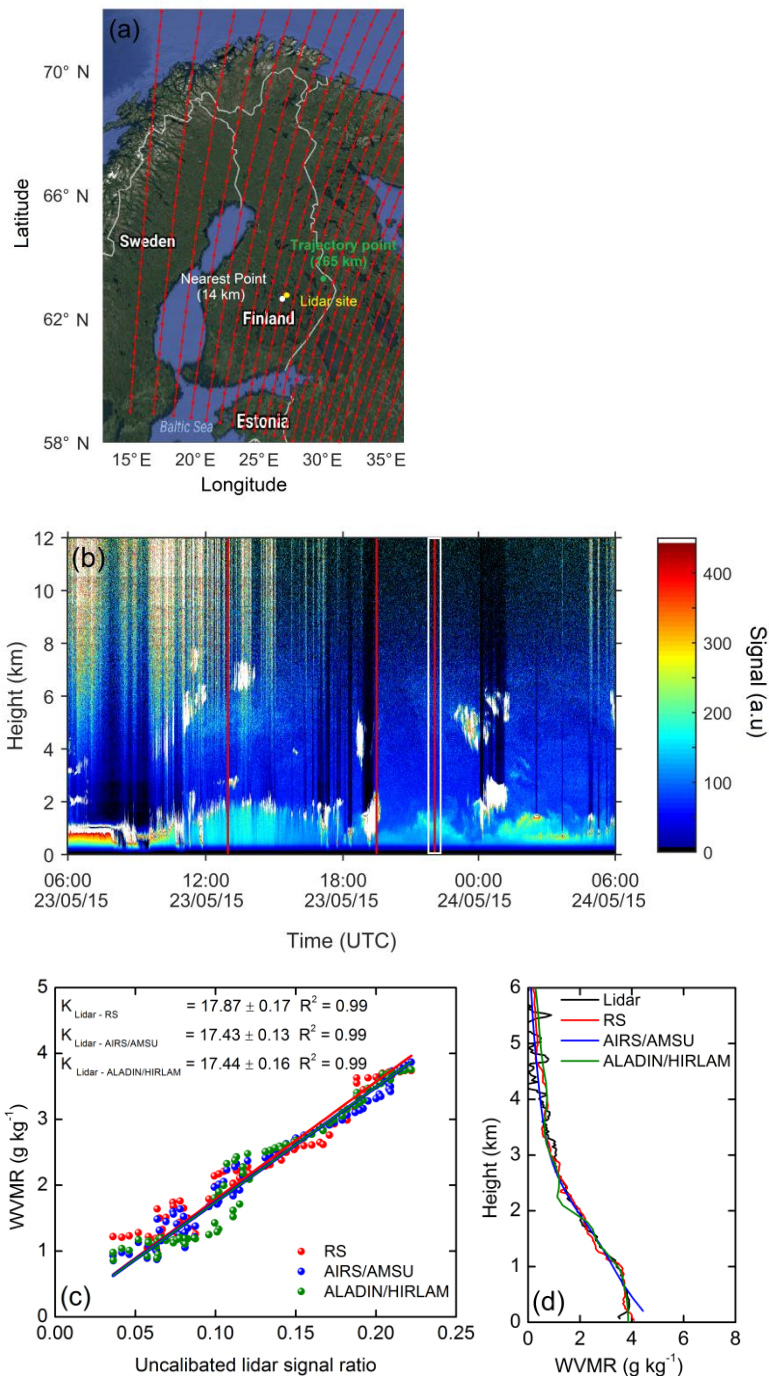 (a)
70° N
66° N
62° N
58° N
Latitude
Sweden
Trajectory point
(165 km)
Nearest Point
(14 km)
Lidar site
Finland
Estonia
Baltic Sea
15°E 20°E 25°E 30°E 35°E
Longitude
(b)
12
10
8
6
4
2
0
Height (km)
06:00 12:00 18:00 00:00 06:00
23/05/15 23/05/15 23/05/15 24/05/15 24/05/15
Time (UTC)
400
300
200
100
0
Signal (a.u)
K Lidar - RS = 17.87 ± 0.17 R² = 0.99
K Lidar - AIRS/AMSU = 17.43 ± 0.13 R² = 0.99
K Lidar - ALADIN/HIRLAM = 17.44 ± 0.16 R² = 0.99
5
4
3
2
1
0
WVMR (g kg⁻¹)
RS
AIRS/AMSU
ALADIN/HIRLAM
(c)
0.00 0.05 0.10 0.15 0.20 0.25
Uncalibated lidar signal ratio
6
5
4
3
2
1
0
Height (km)
Lidar
RS
AIRS/AMSU
ALADIN/HIRLAM
(d)
0 2 4 6 8
WVMR (g kg⁻¹)